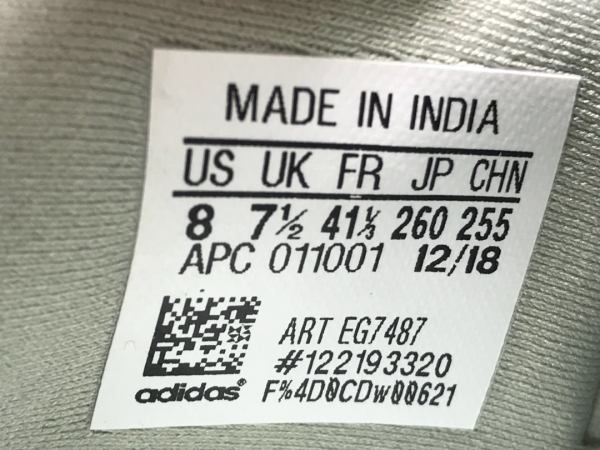 MADE IN INDIA
US UK FR JP CHN
8 7½ 41⅓ 260 255
APC 011001 12/18
ART EG7487
#122193320
adidas® F%4D0CDW00621